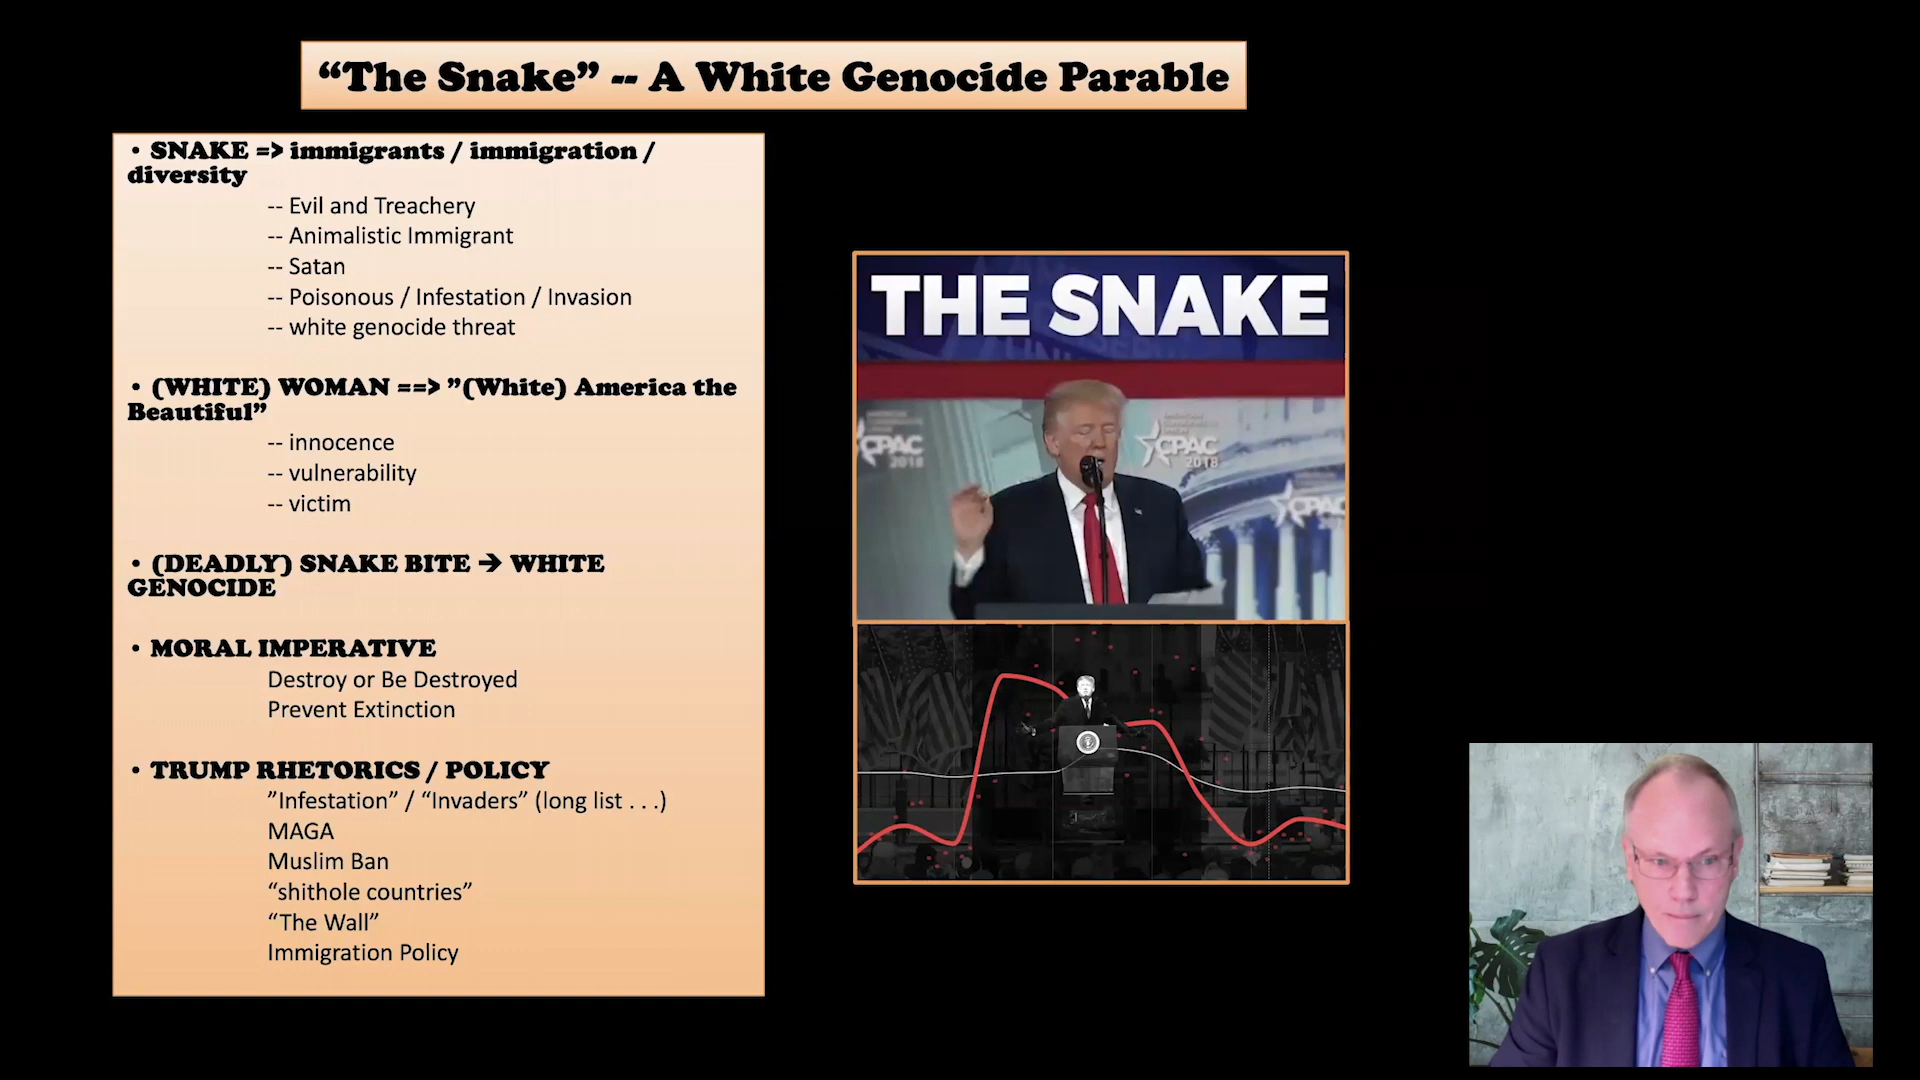 “The Snake” -- A White Genocide Parable
• SNAKE => immigrants / immigration /
diversity
-- Evil and Treachery
-- Animalistic Immigrant
-- Satan
-- Poisonous / Infestation / Invasion
-- white genocide threat
• (WHITE) WOMAN ==> ”(White) America the
Beautiful”
-- innocence
-- vulnerability
-- victim
• (DEADLY) SNAKE BITE → WHITE
GENOCIDE
• MORAL IMPERATIVE
Destroy or Be Destroyed
Prevent Extinction
• TRUMP RHETORICS / POLICY
”Infestation” / “Invaders” (long list . . .)
MAGA
Muslim Ban
“shithole countries”
“The Wall”
Immigration Policy
THE SNAKE
CPAC
2018
CPAC
2018
CPAC